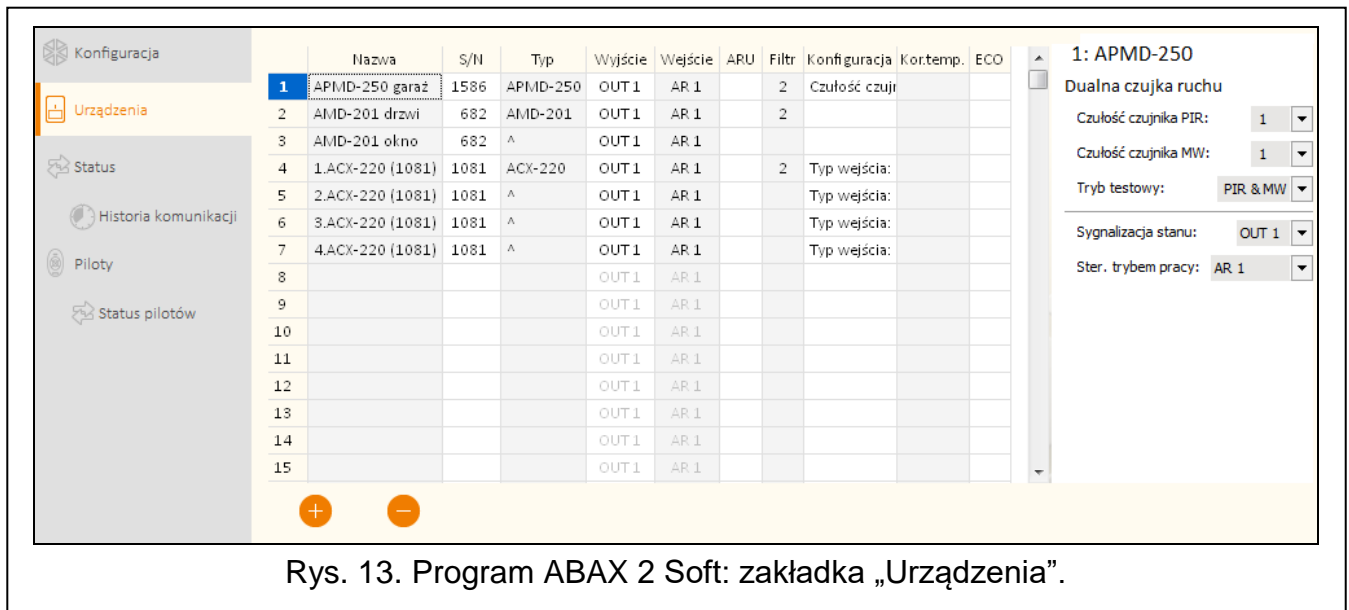 Konfiguracja
Urządzenia
Status
Historia komunikacji
Piloty
Status pilotów
Nazwa S/N Typ Wyjście Wejście ARU Filtr Konfiguracja Kor.temp. ECO
1 APMD-250 garaż 1586 APMD-250 OUT 1 AR 1 2 Czułość czujr
2 AMD-201 drzwi 682 AMD-201 OUT 1 AR 1 2
3 AMD-201 okno 682 ^ OUT 1 AR 1
4 1.ACX-220 (1081) 1081 ACX-220 OUT 1 AR 1 2 Typ wejścia:
5 2.ACX-220 (1081) 1081 ^ OUT 1 AR 1 Typ wejścia:
6 3.ACX-220 (1081) 1081 ^ OUT 1 AR 1 Typ wejścia:
7 4.ACX-220 (1081) 1081 ^ OUT 1 AR 1 Typ wejścia:
8 OUT 1 AR 1
9 OUT 1 AR 1
10 OUT 1 AR 1
11 OUT 1 AR 1
12 OUT 1 AR 1
13 OUT 1 AR 1
14 OUT 1 AR 1
15 OUT 1 AR 1
1: APMD-250
Dualna czujka ruchu
Czułość czujnika PIR: 1
Czułość czujnika MW: 1
Tryb testowy: PIR & MW
Sygnalizacja stanu: OUT 1
Ster. trybem pracy: AR 1
Rys. 13. Program ABAX 2 Soft: zakładka „Urządzenia”.